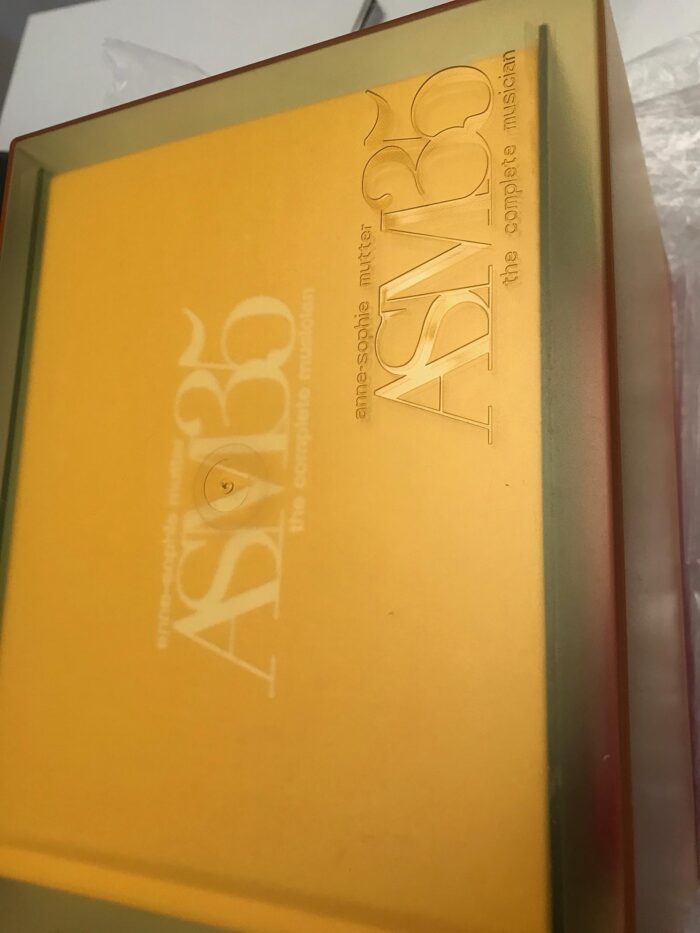 anne-sophie mutter
ASM35
the complete musician
anne-sophie mutter
ASM35
the complete musician